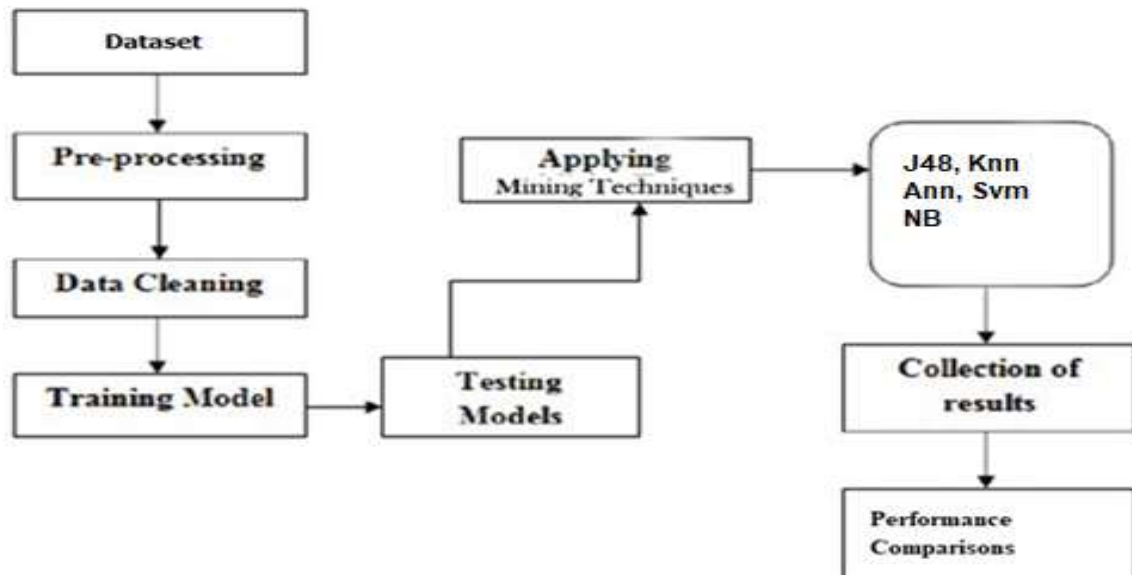 Dataset
Pre-processing
Data Cleaning
Training Model
Testing
Models
Applying
Mining Techniques
J48, Knn
Ann, Svm
NB
Collection of
results
Performance
Comparisons